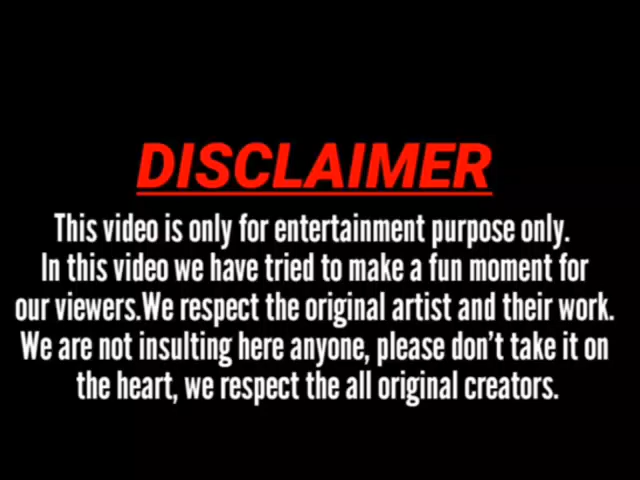 DISCLAIMER
This video is only for entertainment purpose only.
In this video we have tried to make a fun moment for
our viewers.We respect the original artist and their work.
We are not insulting here anyone, please don't take it on
the heart, we respect the all original creators.